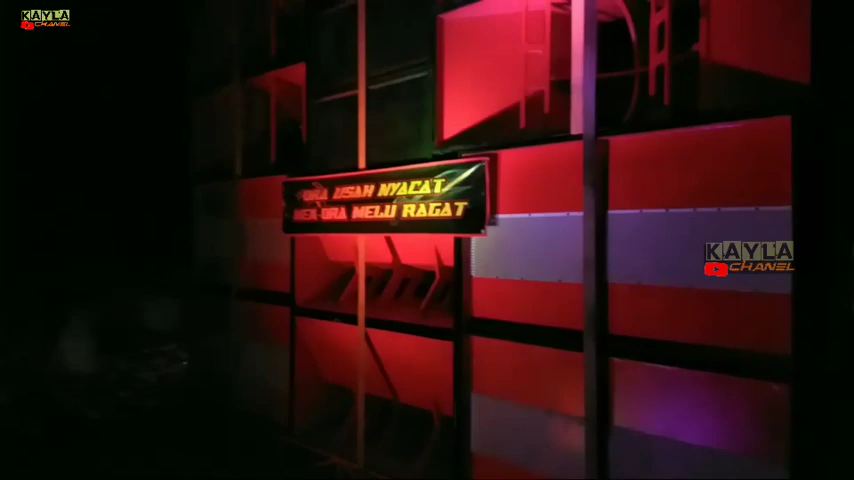 KAYLA
CHANEL
ORA USAH NYACAT
NEK ORA MELU RAGAT
KAYLA
CHANEL